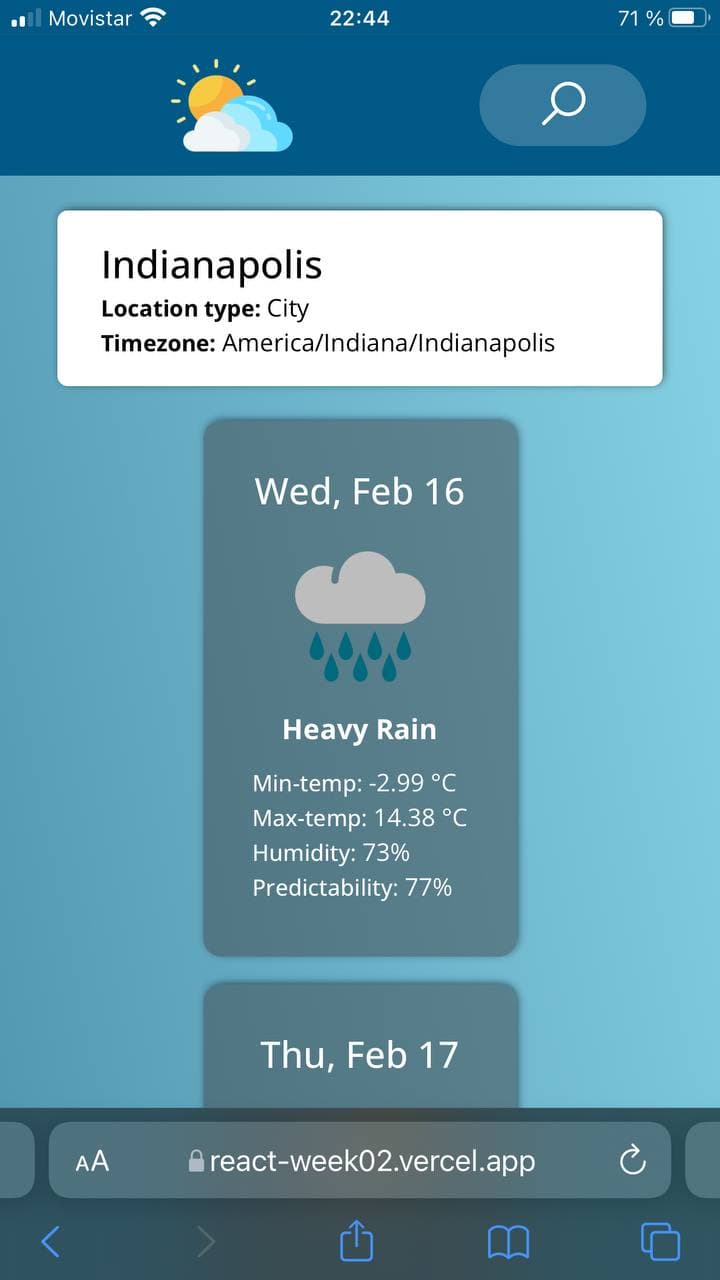 Movistar 22:44 71 %
Indianapolis
Location type: City
Timezone: America/Indiana/Indianapolis
Wed, Feb 16
Heavy Rain
Min-temp: -2.99 °C
Max-temp: 14.38 °C
Humidity: 73%
Predictability: 77%
Thu, Feb 17
AA react-week02.vercel.app